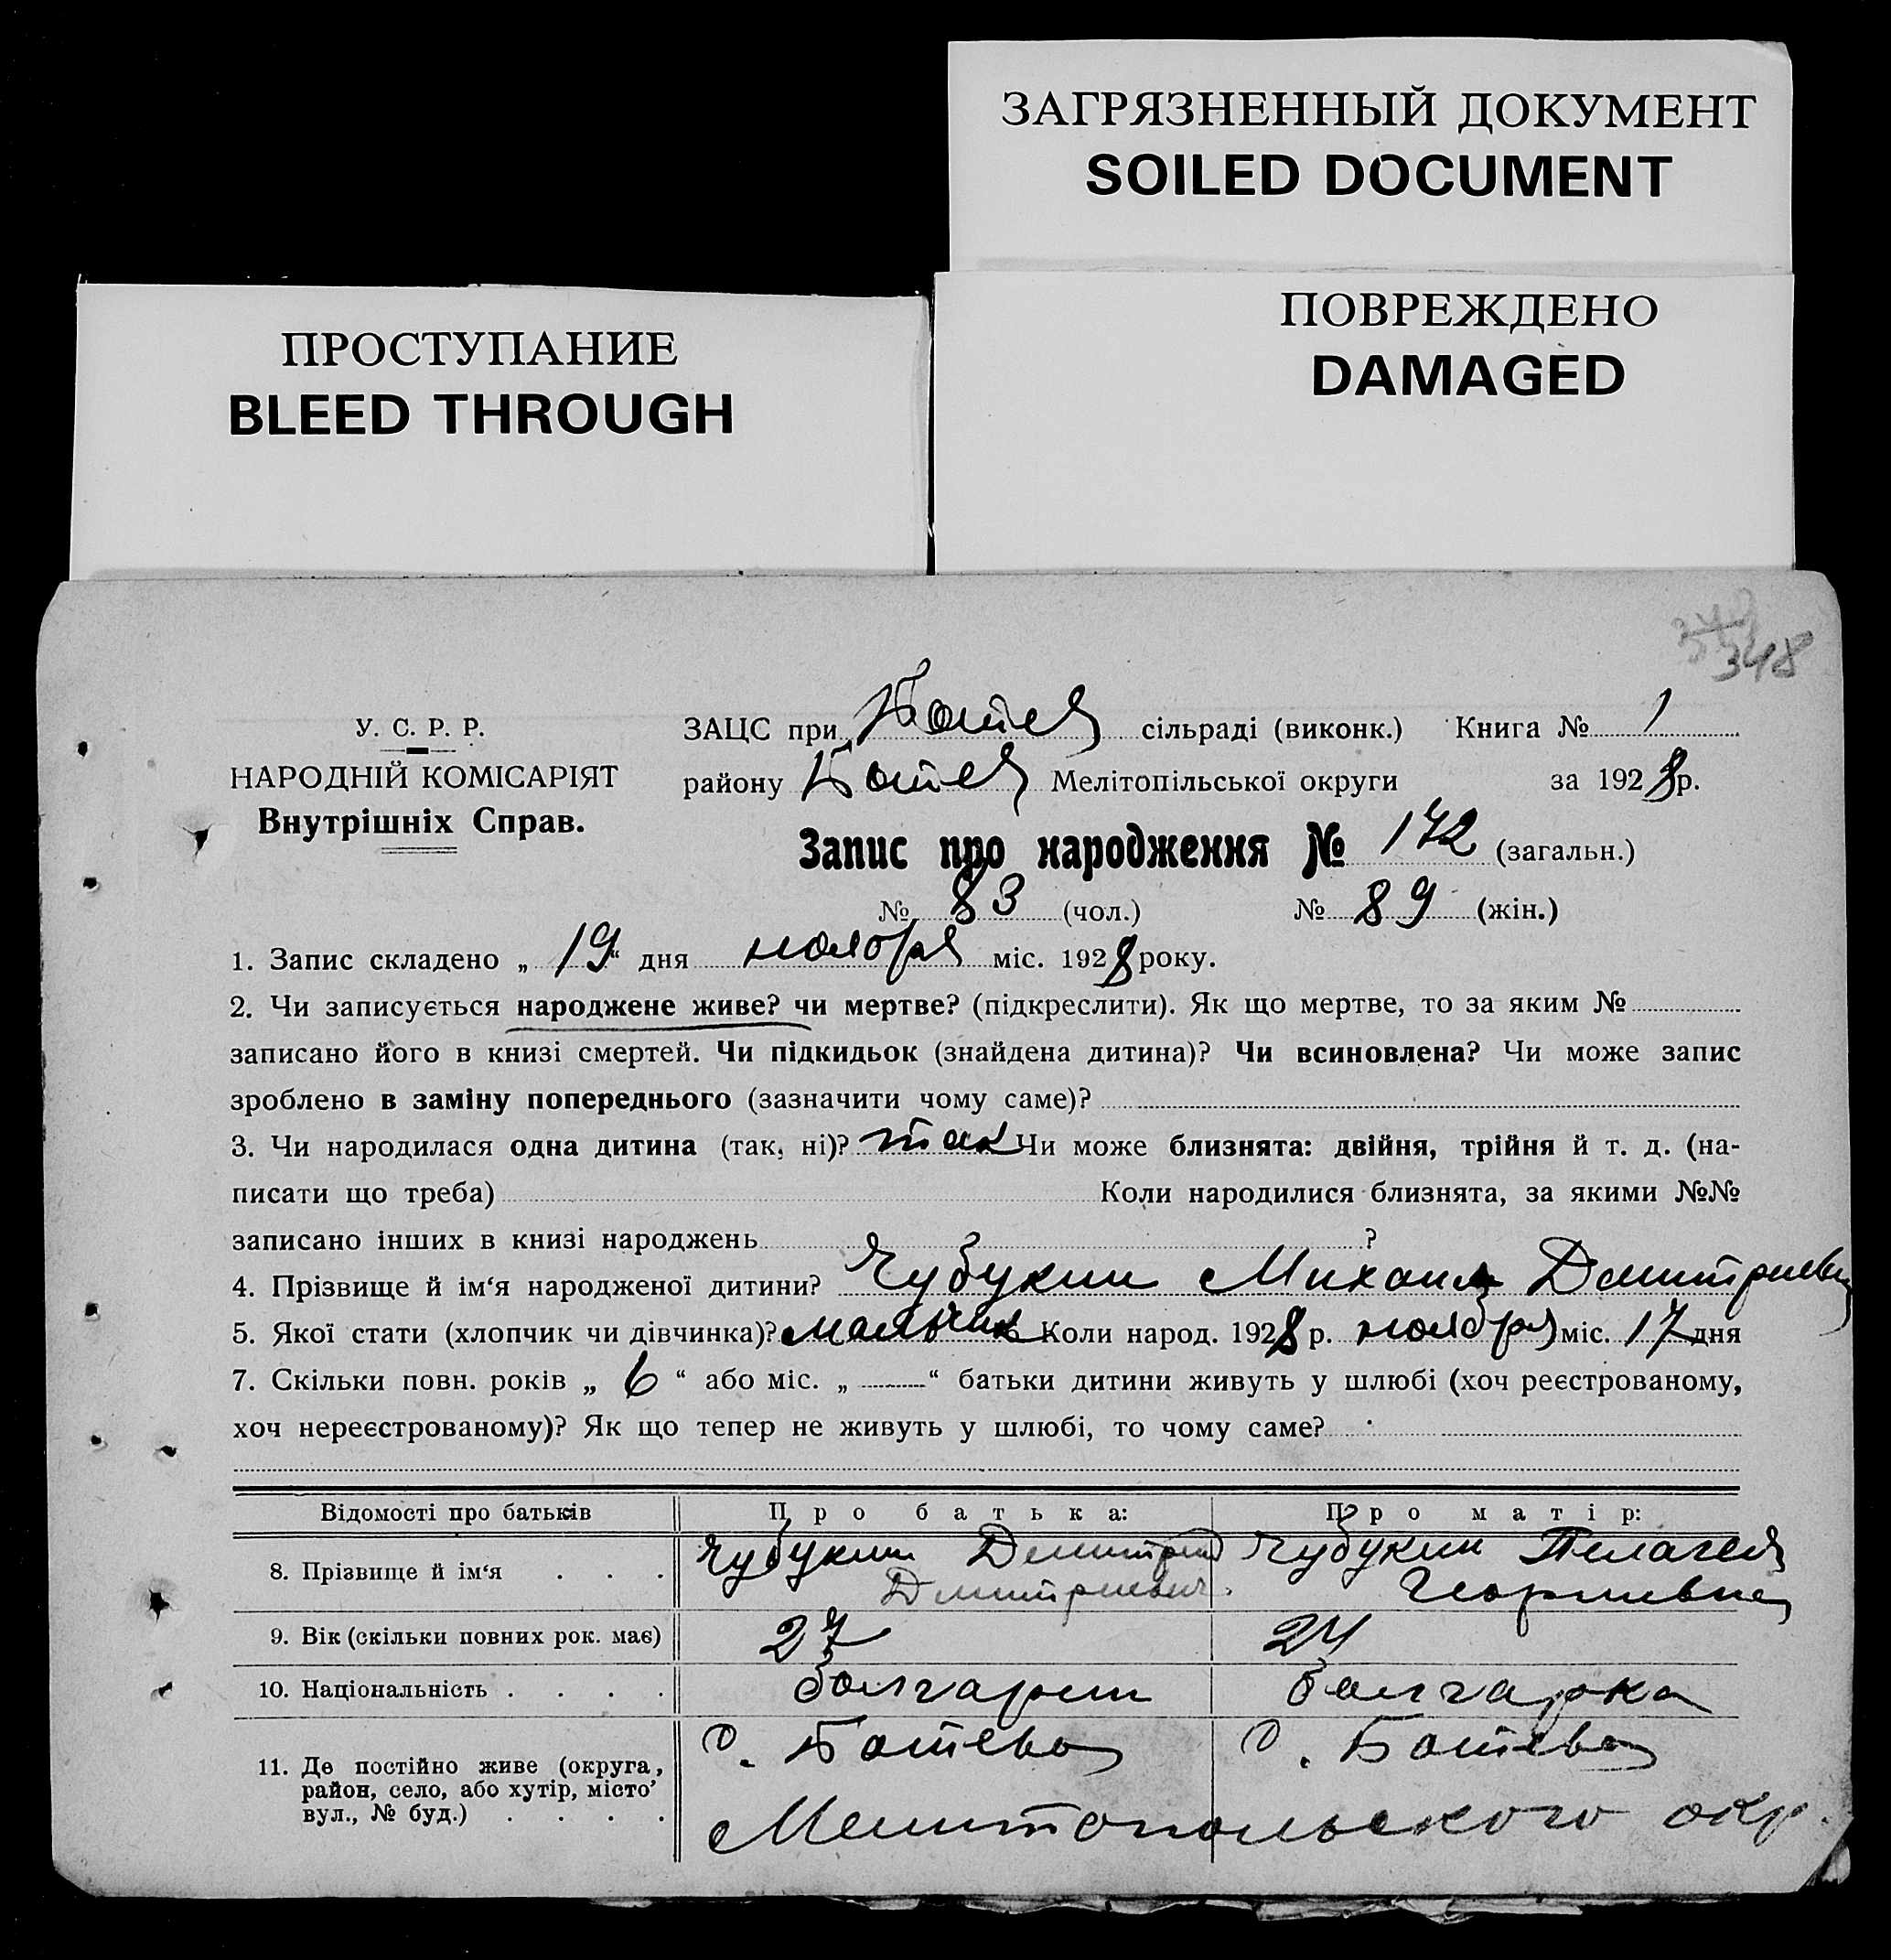 ЗАГРЯЗНЕННЫЙ ДОКУМЕНТ
SOILED DOCUMENT
ПРОСТУПАНИЕ
BLEED THROUGH
ПОВРЕЖДЕНО
DAMAGED
348
У. С. Р. Р.
НАРОДНІЙ КОМІСАРІЯТ
Внутрішніх Справ.
ЗАЦС при Ботев сільраді (виконк.) Книга № 1
району Ботев Мелітопільської округи за 1928 р.
Запис про народження № 172 (загальн.)
№ 83 (чол.) № 89 (жін.)
1. Запис складено „ 19 “ дня ноября міс. 1928 року.
2. Чи записується народжене живе? чи мертве? (підкреслити). Як що мертве, то за яким №
записано його в книзі смертей. Чи підкидьок (знайдена дитина)? Чи всиновлена? Чи може запис
зроблено в заміну попереднього (зазначити чому саме)?
3. Чи народилася одна дитина (так, ні)? так Чи може близнята: двійня, трійня й т. д. (на-
писати що треба) Коли народилися близнята, за якими №№
записано інших в книзі народжень ?
4. Прізвище й ім‘я народженої дитини? Чубукин Михаил Дмитриевич
5. Якої стати (хлопчик чи дівчинка)? мальчик Коли народ. 1928 р. ноября міс. 17 дня
7. Скільки повн. років „ 6 “ або міс. „ — “ батьки дитини живуть у шлюбі (хоч реєстрованому,
хоч нереєстрованому)? Як що тепер не живуть у шлюбі, то чому саме?
Відомості про батьків Про батька: Про матір:
8. Прізвище й ім‘я . . . Чубукин Дмитрий Чубукин Пелагея
Дмитриевич. Георгиевна
9. Вік (скільки повних рок. має) 27 24
10. Національність . . . . болгарин болгарка
11. Де постійно живе (округа, район, село, або хутір, місто’ вул., № буд.) . . . . с. Ботево с. Ботево
Мелитопольского окр.